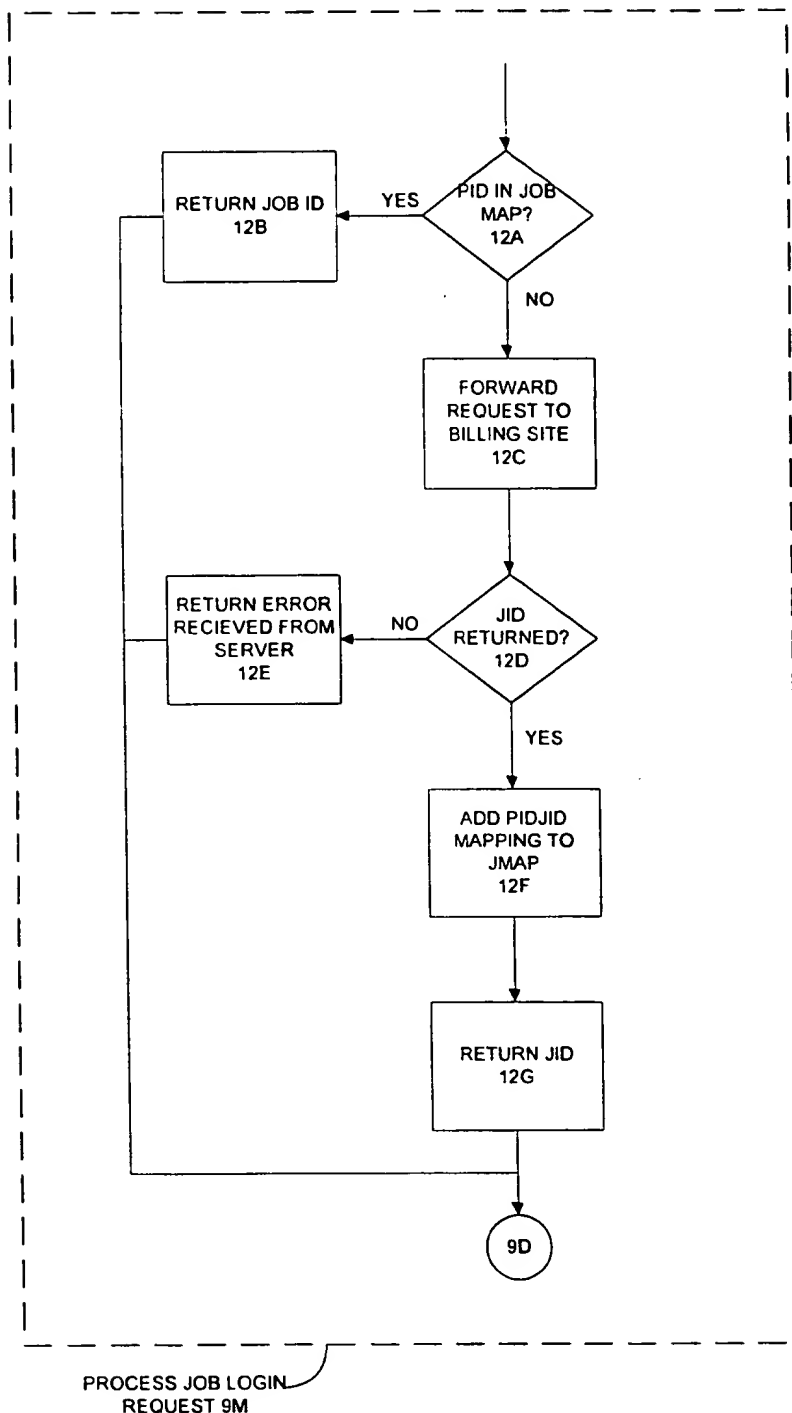 PID IN JOB
MAP?
12A
YES
RETURN JOB ID
12B
NO
FORWARD
REQUEST TO
BILLING SITE
12C
JID
RETURNED?
12D
NO
RETURN ERROR
RECIEVED FROM
SERVER
12E
YES
ADD PIDJID
MAPPING TO
JMAP
12F
RETURN JID
12G
9D
PROCESS JOB LOGIN
REQUEST 9M